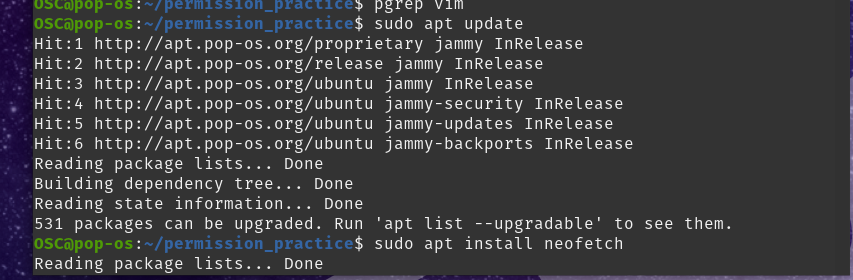 OSC@pop-os:~/permission_practice$ pgrep vim
OSC@pop-os:~/permission_practice$ sudo apt update
Hit:1 http://apt.pop-os.org/proprietary jammy InRelease
Hit:2 http://apt.pop-os.org/release jammy InRelease
Hit:3 http://apt.pop-os.org/ubuntu jammy InRelease
Hit:4 http://apt.pop-os.org/ubuntu jammy-security InRelease
Hit:5 http://apt.pop-os.org/ubuntu jammy-updates InRelease
Hit:6 http://apt.pop-os.org/ubuntu jammy-backports InRelease
Reading package lists... Done
Building dependency tree... Done
Reading state information... Done
531 packages can be upgraded. Run 'apt list --upgradable' to see them.
OSC@pop-os:~/permission_practice$ sudo apt install neofetch
Reading package lists... Done